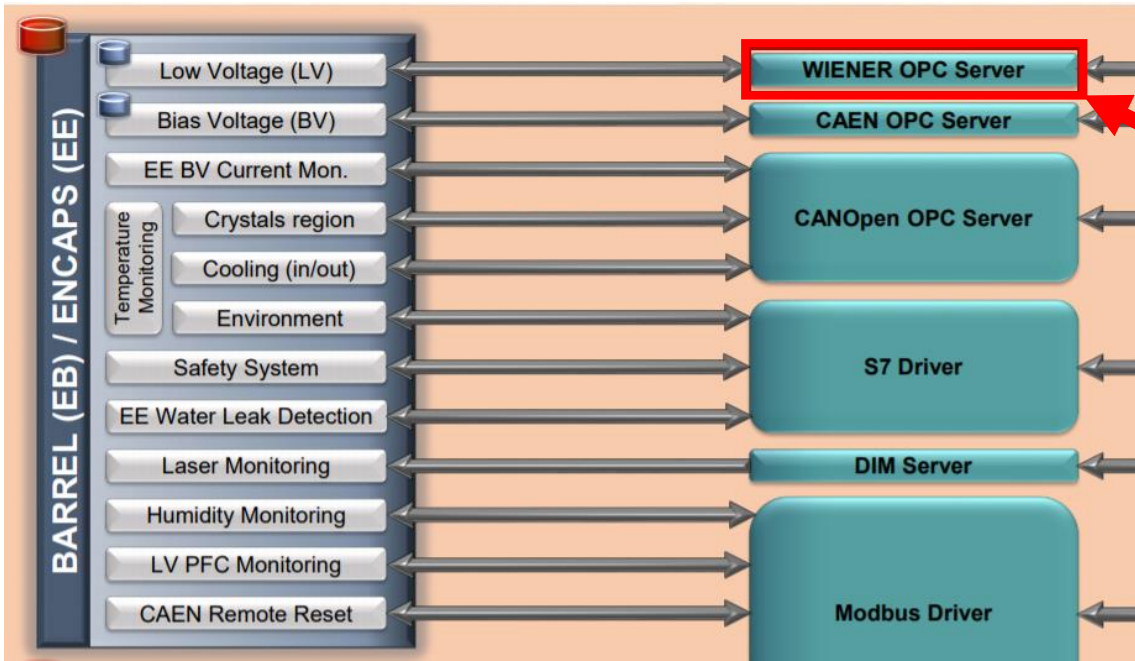 BARREL (EB) / ENCAPS (EE)
Low Voltage (LV)
WIENER OPC Server
Bias Voltage (BV)
CAEN OPC Server
EE BV Current Mon.
Temperature
Monitoring
Crystals region
CANOpen OPC Server
Cooling (in/out)
Environment
Safety System
S7 Driver
EE Water Leak Detection
Laser Monitoring
DIM Server
Humidity Monitoring
LV PFC Monitoring
CAEN Remote Reset
Modbus Driver